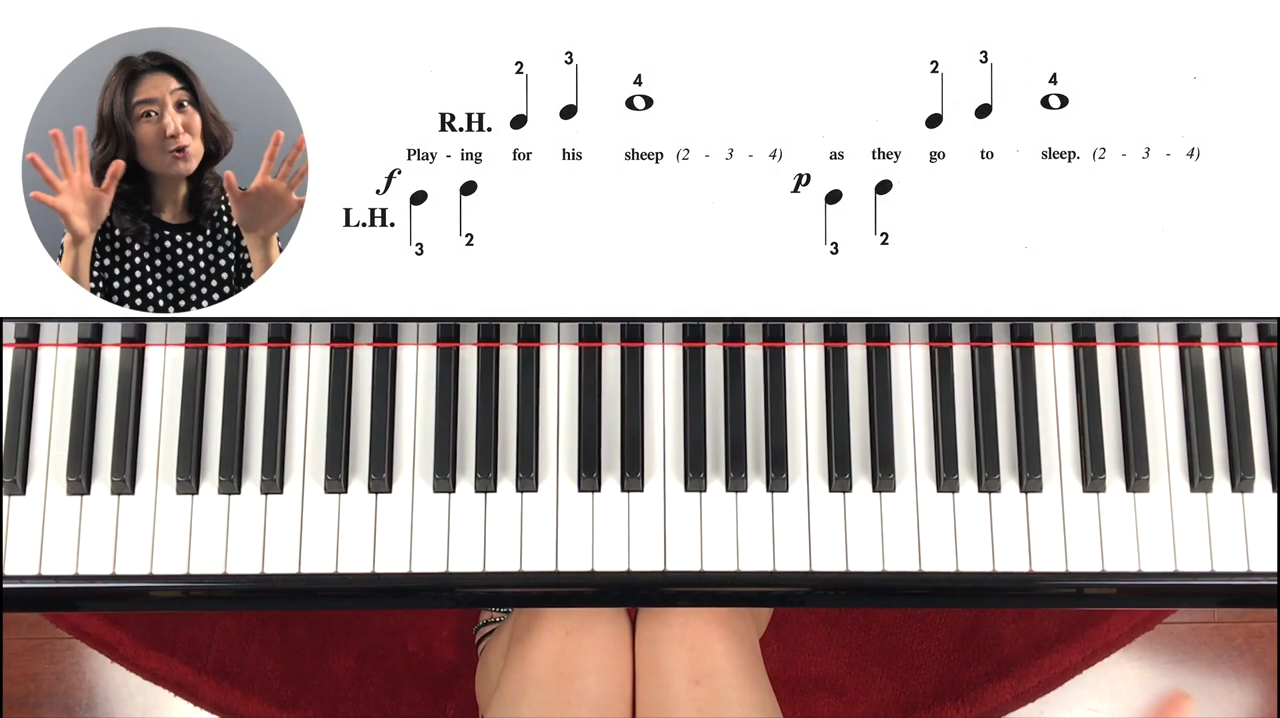 2 3 4 2 3 4
R.H.
Play - ing for his sheep (2 - 3 - 4) as they go to sleep. (2 - 3 - 4)
f p
L.H.
3 2 3 2